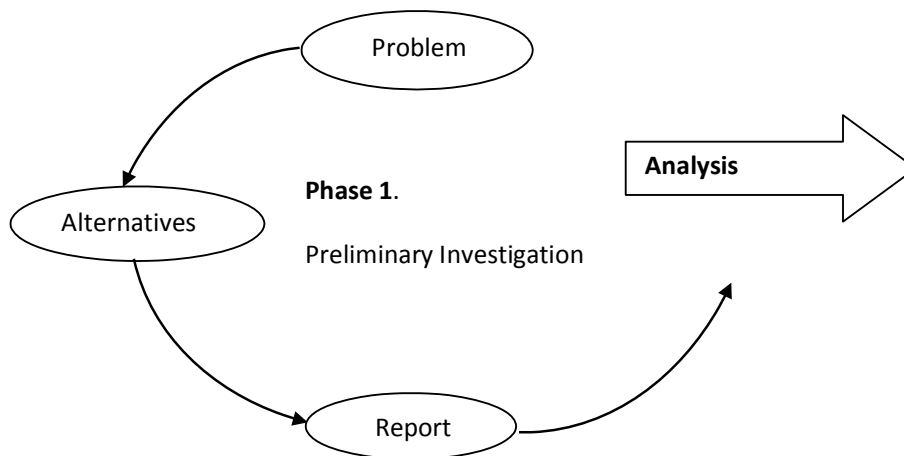 Problem
Analysis
Phase 1.
Alternatives
Preliminary Investigation
Report